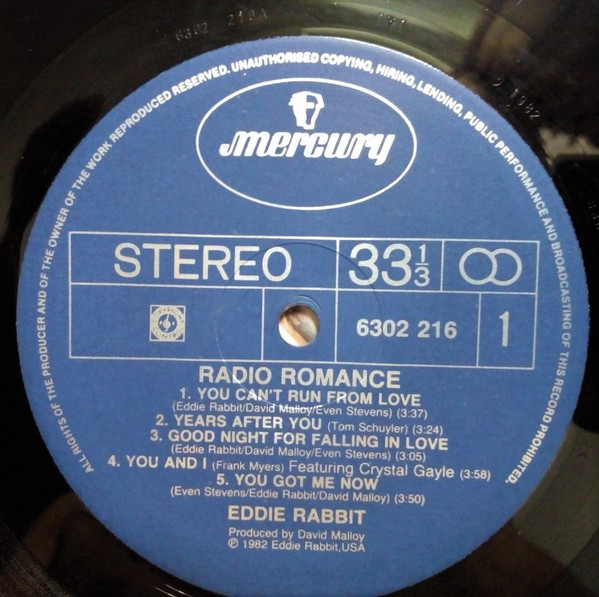 6302 216A
1982
ALL RIGHTS OF THE PRODUCER AND OF THE OWNER OF THE WORK REPRODUCED RESERVED. UNAUTHORISED COPYING, HIRING, LENDING, PUBLIC PERFORMANCE AND BROADCASTING OF THIS RECORD PROHIBITED.
mercury
STEREO 33 1/3
6302 216 1
RADIO ROMANCE
1. YOU CAN'T RUN FROM LOVE
(Eddie Rabbit/David Malloy/Even Stevens) (3:37)
2. YEARS AFTER YOU (Tom Schuyler) (3:24)
3. GOOD NIGHT FOR FALLING IN LOVE
(Eddie Rabbit/David Malloy/Even Stevens) (3:05)
4. YOU AND I (Frank Myers) Featuring Crystal Gayle (3:58)
5. YOU GOT ME NOW
(Even Stevens/Eddie Rabbit/David Malloy) (3:50)
EDDIE RABBIT
Produced by David Malloy
℗ 1982 Eddie Rabbit,USA